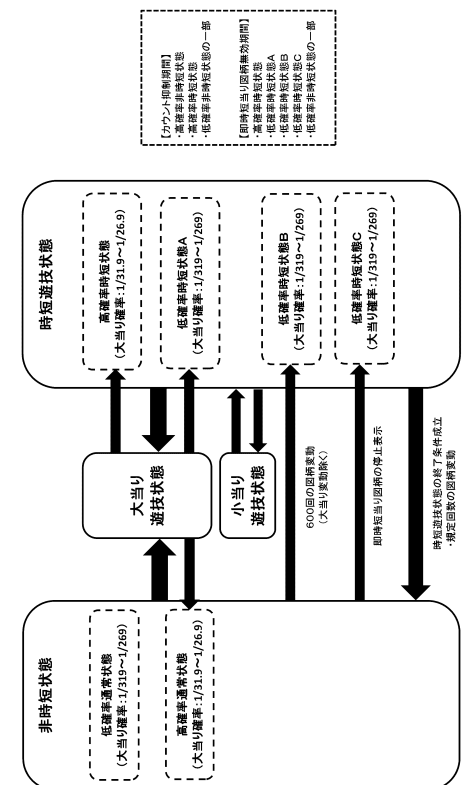 非時短状態
低確率通常状態
(大当り確率:1/319~1/269)
高確率通常状態
(大当り確率:1/31.9~1/26.9)
大当り
遊技状態
小当り
遊技状態
600回の図柄変動
(大当り変動除く)
即時短当り図柄の停止表示
時短遊技状態の終了条件成立
・規定回数の図柄変動
時短遊技状態
高確率時短状態
(大当り確率:1/31.9~1/26.9)
低確率時短状態A
(大当り確率:1/319~1/269)
低確率時短状態B
(大当り確率:1/319~1/269)
低確率時短状態C
(大当り確率:1/319~1/269)
【カウント抑制期間】
・高確率非時短状態
・高確率時短状態
・低確率非時短状態の一部
【即時短当り図柄無効期間】
・高確率時短状態
・低確率時短状態A
・低確率時短状態B
・低確率時短状態C
・低確率非時短状態の一部